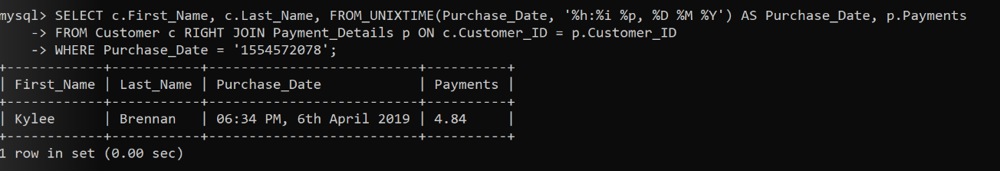 mysql> SELECT c.First_Name, c.Last_Name, FROM_UNIXTIME(Purchase_Date, '%h:%i %p, %D %M %Y') AS Purchase_Date, p.Payments
    -> FROM Customer c RIGHT JOIN Payment_Details p ON c.Customer_ID = p.Customer_ID
    -> WHERE Purchase_Date = '1554572078';
+------------+-----------+--------------------------+----------+
| First_Name | Last_Name | Purchase_Date            | Payments |
+------------+-----------+--------------------------+----------+
| Kylee      | Brennan   | 06:34 PM, 6th April 2019 | 4.84     |
+------------+-----------+--------------------------+----------+
1 row in set (0.00 sec)